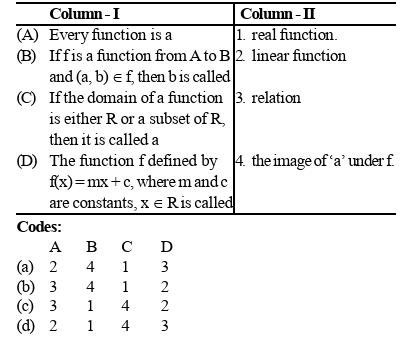 Column - I Column - II
(A) Every function is a 1. real function.
(B) If f is a function from A to B 2. linear function
and (a, b) ∈ f, then b is called
(C) If the domain of a function 3. relation
is either R or a subset of R,
then it is called a
(D) The function f defined by 4. the image of ‘a’ under f.
f(x) = mx + c, where m and c
are constants, x ∈ R is called
Codes:
A B C D
(a) 2 4 1 3
(b) 3 4 1 2
(c) 3 1 4 2
(d) 2 1 4 3